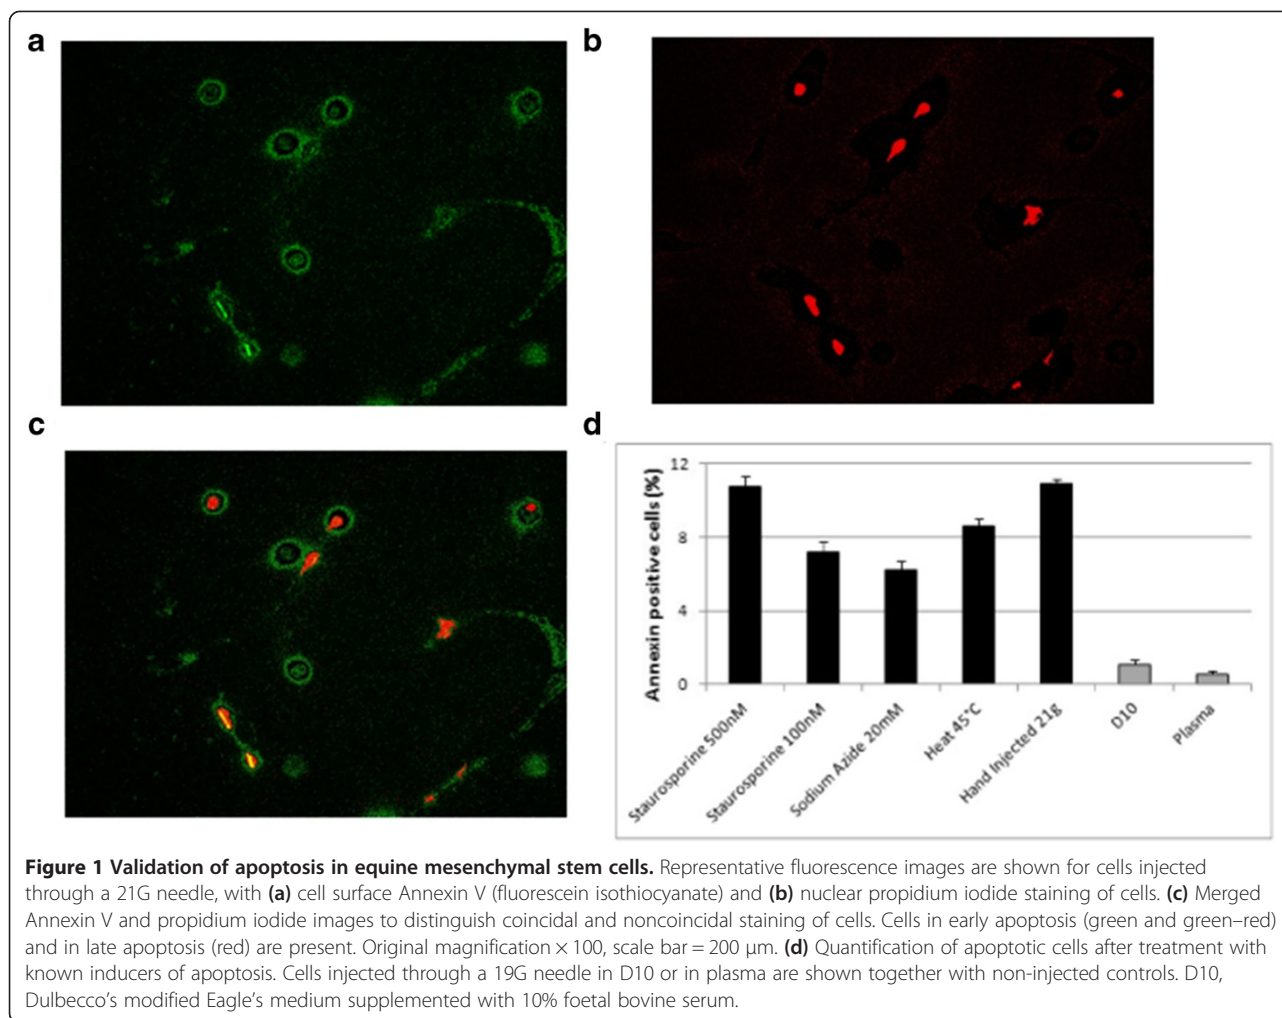 a
b
c
d
Annexin positive cells (%)
12
8
4
0
Staurosporine 500nM
Staurosporine 100nM
Sodium Azide 20mM
Heat 45°C
Hand Injected 21g
D10
Plasma
Figure 1 Validation of apoptosis in equine mesenchymal stem cells. Representative fluorescence images are shown for cells injected
through a 21G needle, with (a) cell surface Annexin V (fluorescein isothiocyanate) and (b) nuclear propidium iodide staining of cells. (c) Merged
Annexin V and propidium iodide images to distinguish coincidal and noncoincidal staining of cells. Cells in early apoptosis (green and green–red)
and in late apoptosis (red) are present. Original magnification × 100, scale bar = 200 μm. (d) Quantification of apoptotic cells after treatment with
known inducers of apoptosis. Cells injected through a 19G needle in D10 or in plasma are shown together with non-injected controls. D10,
Dulbecco's modified Eagle's medium supplemented with 10% foetal bovine serum.